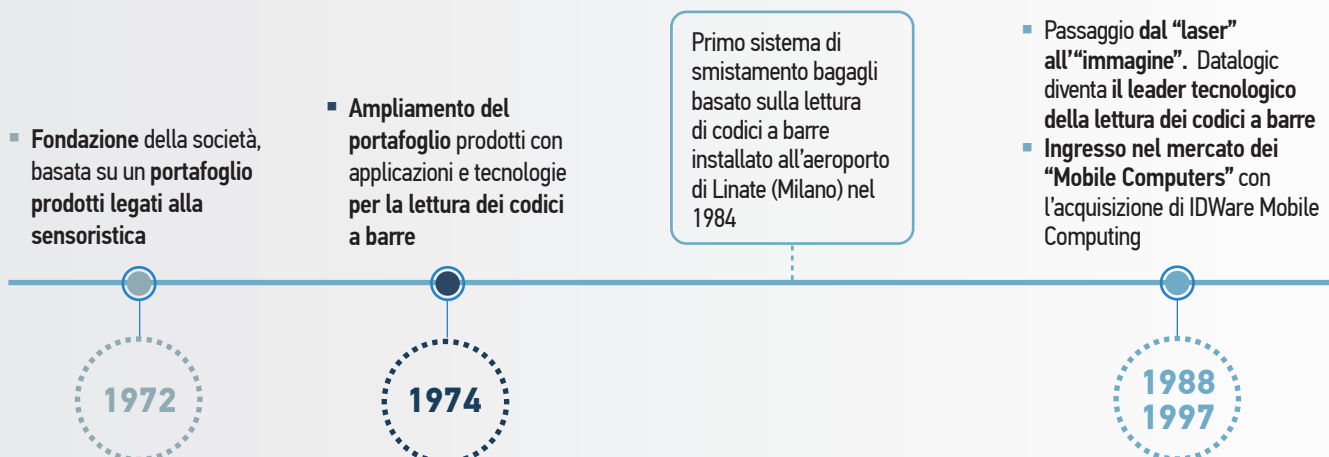 ▪ Fondazione della società,
basata su un portafoglio
prodotti legati alla
sensoristica
1972
▪ Ampliamento del
portafoglio prodotti con
applicazioni e tecnologie
per la lettura dei codici
a barre
1974
Primo sistema di
smistamento bagagli
basato sulla lettura
di codici a barre
installato all’aeroporto
di Linate (Milano) nel
1984
▪ Passaggio dal “laser”
all’“immagine”. Datalogic
diventa il leader tecnologico
della lettura dei codici a barre
▪ Ingresso nel mercato dei
“Mobile Computers” con
l’acquisizione di IDWare Mobile
Computing
1988
1997